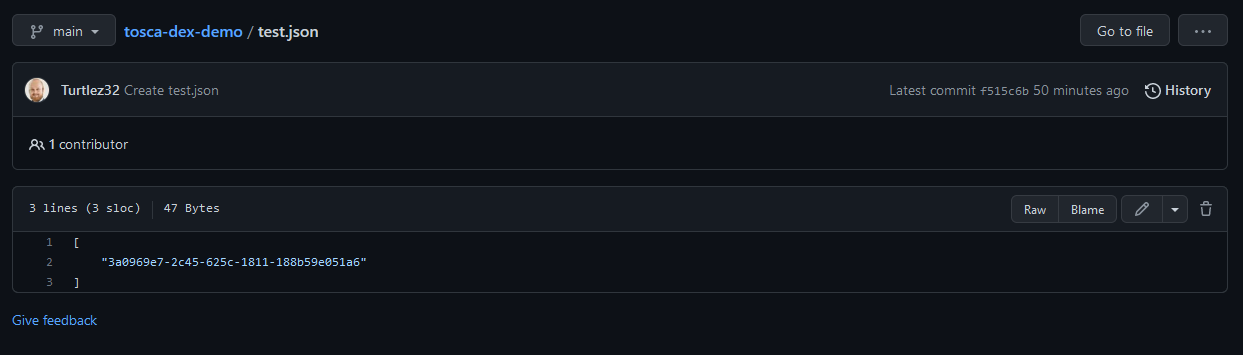 main tosca-dex-demo / test.json Go to file ...
Turtlez32 Create test.json Latest commit f515c6b 50 minutes ago History
1 contributor
3 lines (3 sloc) 47 Bytes Raw Blame
1 [
2 "3a0969e7-2c45-625c-1811-188b59e051a6"
3 ]
Give feedback